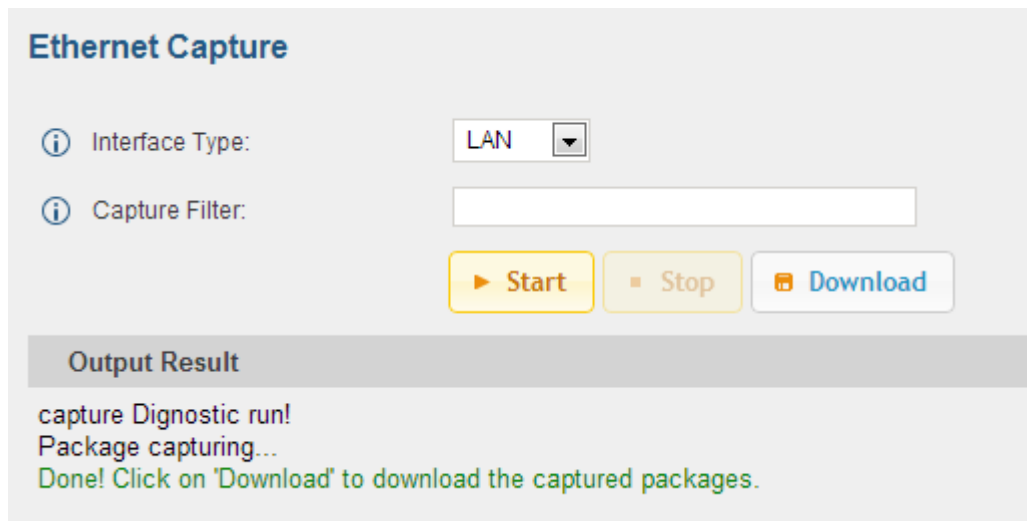 Ethernet Capture
Interface Type:
LAN
Capture Filter:
Start
Stop
Download
Output Result
capture Dignostic run!
Package capturing...
Done! Click on 'Download' to download the captured packages.